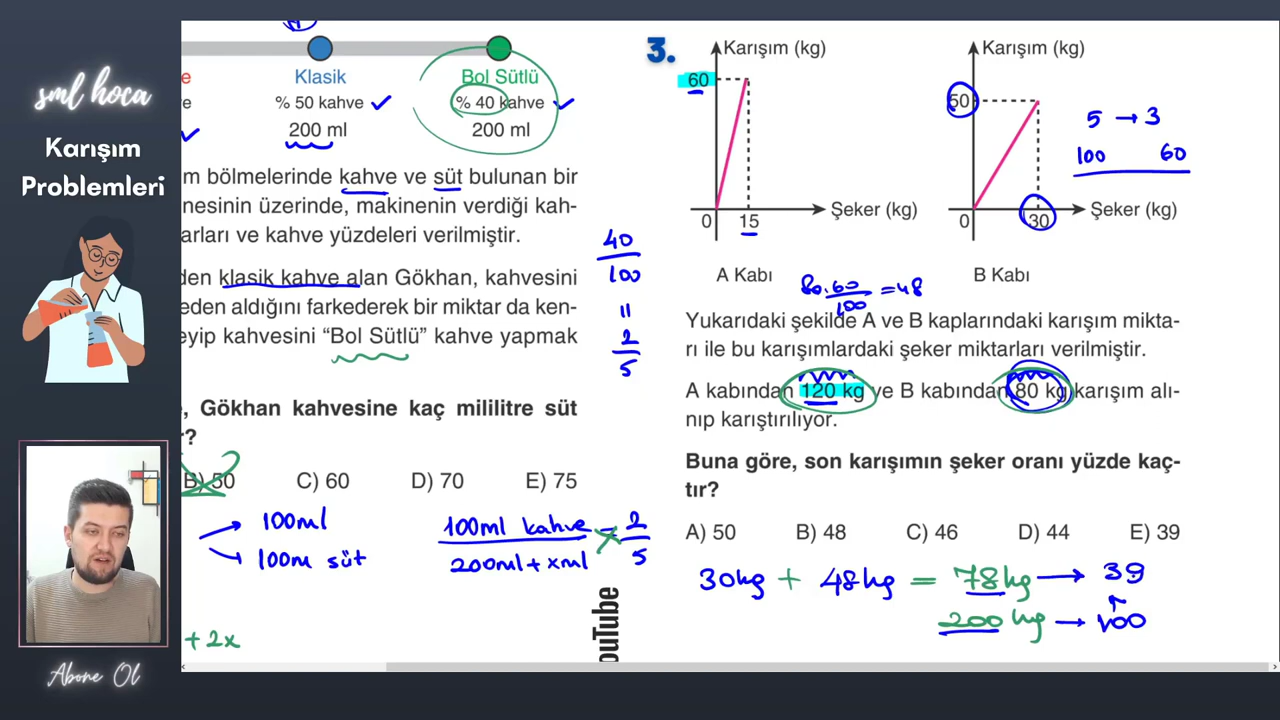 sml hoca
Karışım
Problemleri
Abone Ol
e
Klasik
Bol Sütlü
e
% 50 kahve
% 40 kahve
200 ml
200 ml
m bölmelerinde kahve ve süt bulunan bir
nesinin üzerinde, makinenin verdiği kah-
arları ve kahve yüzdeleri verilmiştir.
den klasik kahve alan Gökhan, kahvesini
eden aldığını farkederek bir miktar da ken-
eyip kahvesini “Bol Sütlü” kahve yapmak
, Gökhan kahvesine kaç mililitre süt
r?
B) 50 C) 60 D) 70 E) 75
100ml
100m süt
100ml kahve = 2
200ml+xml 5
+ 2x
40
100
=
2
5
uTube
3.
Karışım (kg)
60
0 15 Şeker (kg)
A Kabı
Karışım (kg)
50
0 30 Şeker (kg)
B Kabı
5 → 3
100 60
80.60 = 48
100
Yukarıdaki şekilde A ve B kaplarındaki karışım mikta-
rı ile bu karışımlardaki şeker miktarları verilmiştir.
A kabından 120 kg ve B kabından 80 kg karışım alı-
nıp karıştırılıyor.
Buna göre, son karışımın şeker oranı yüzde kaç-
tır?
A) 50 B) 48 C) 46 D) 44 E) 39
30kg + 48kg = 78kg → 39
200 kg → 100